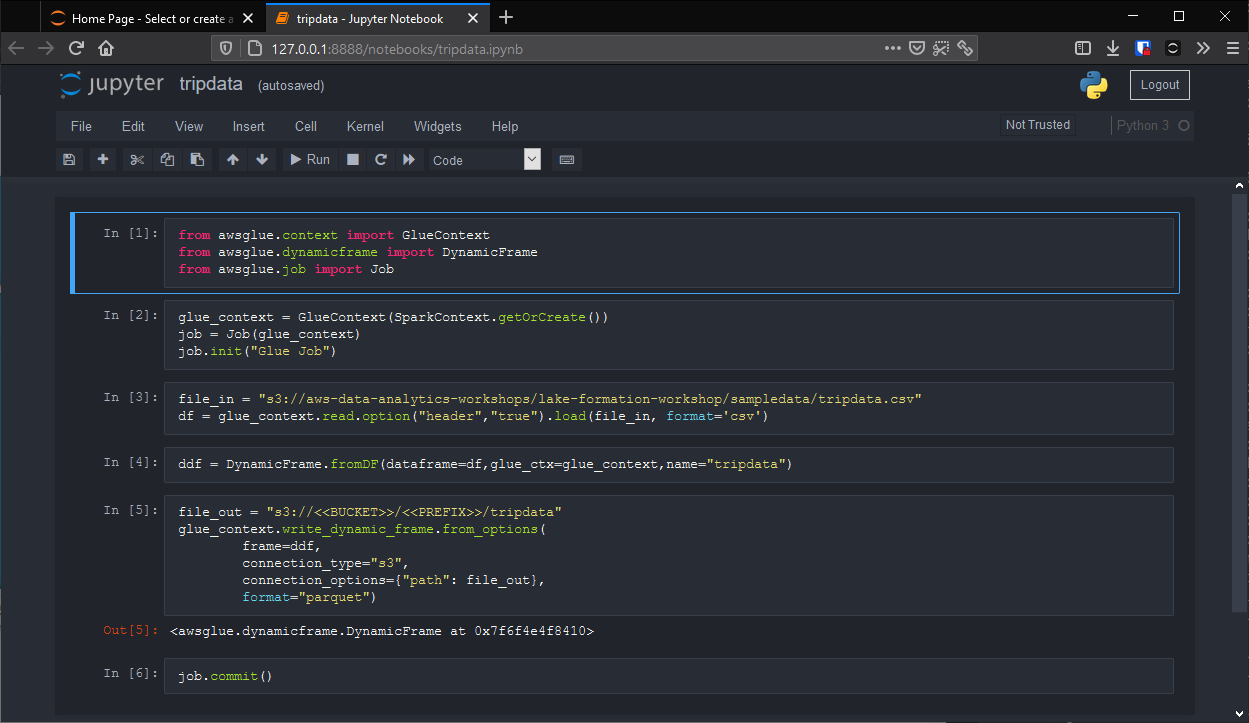 Home Page - Select or create a
tripdata - Jupyter Notebook
127.0.0.1:8888/notebooks/tripdata.ipynb
jupyter tripdata (autosaved)
Logout
File Edit View Insert Cell Kernel Widgets Help
Not Trusted
Python 3
Run
Code
In [1]:
from awsglue.context import GlueContext
from awsglue.dynamicframe import DynamicFrame
from awsglue.job import Job
In [2]:
glue_context = GlueContext(SparkContext.getOrCreate())
job = Job(glue_context)
job.init("Glue Job")
In [3]:
file_in = "s3://aws-data-analytics-workshops/lake-formation-workshop/sampledata/tripdata.csv"
df = glue_context.read.option("header","true").load(file_in, format='csv')
In [4]:
ddf = DynamicFrame.fromDF(dataframe=df,glue_ctx=glue_context,name="tripdata")
In [5]:
file_out = "s3://<<BUCKET>>/<<PREFIX>>/tripdata"
glue_context.write_dynamic_frame.from_options(
        frame=ddf,
        connection_type="s3",
        connection_options={"path": file_out},
        format="parquet")
Out[5]:
<awsglue.dynamicframe.DynamicFrame at 0x7f6f4e4f8410>
In [6]:
job.commit()